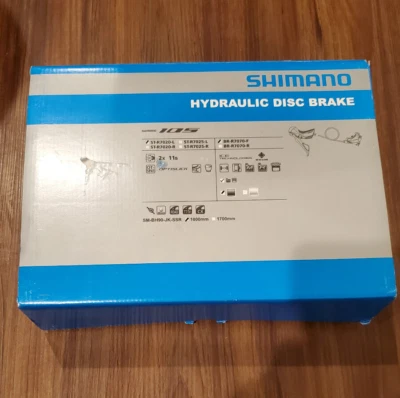 SHIMANO
HYDRAULIC DISC BRAKE
105
ST-R7020-L ST-R7025-L BR-R7070-F
ST-R7020-R ST-R7025-R BR-R7070-R
2x 11s
SM-BH90-JK-SSR 1000mm 1700mm